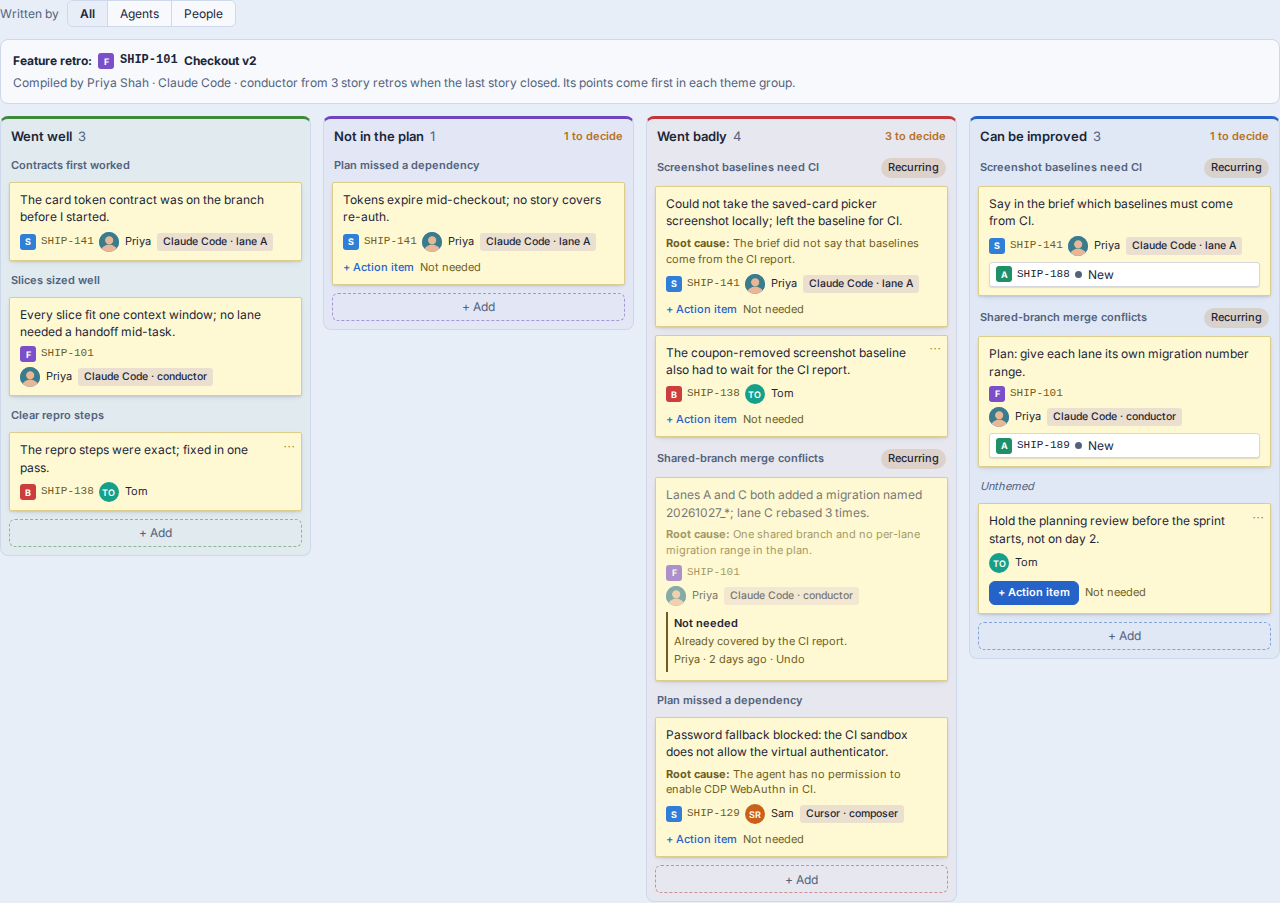 Written by All Agents People
Feature retro: F SHIP-101 Checkout v2
Compiled by Priya Shah · Claude Code · conductor from 3 story retros when the last story closed. Its points come first in each theme group.
Went well 3
Contracts first worked
The card token contract was on the branch
before I started.
S SHIP-141 Priya Claude Code · lane A
Slices sized well
Every slice fit one context window; no lane
needed a handoff mid-task.
F SHIP-101
Priya Claude Code · conductor
Clear repro steps
The repro steps were exact; fixed in one
pass.
...
B SHIP-138 TO Tom
+ Add
Not in the plan 1 1 to decide
Plan missed a dependency
Tokens expire mid-checkout; no story covers
re-auth.
S SHIP-141 Priya Claude Code · lane A
+ Action item Not needed
+ Add
Went badly 4 3 to decide
Screenshot baselines need CI Recurring
Could not take the saved-card picker
screenshot locally; left the baseline for CI.
Root cause: The brief did not say that baselines
come from the CI report.
S SHIP-141 Priya Claude Code · lane A
+ Action item Not needed
The coupon-removed screenshot baseline
also had to wait for the CI report.
...
B SHIP-138 TO Tom
+ Action item Not needed
Shared-branch merge conflicts Recurring
Lanes A and C both added a migration named
20261027_*; lane C rebased 3 times.
Root cause: One shared branch and no per-lane
migration range in the plan.
F SHIP-101
Priya Claude Code · conductor
Not needed
Already covered by the CI report.
Priya · 2 days ago · Undo
Plan missed a dependency
Password fallback blocked: the CI sandbox
does not allow the virtual authenticator.
Root cause: The agent has no permission to
enable CDP WebAuthn in CI.
S SHIP-129 SR Sam Cursor · composer
+ Action item Not needed
+ Add
Can be improved 3 1 to decide
Screenshot baselines need CI Recurring
Say in the brief which baselines must come
from CI.
S SHIP-141 Priya Claude Code · lane A
A SHIP-188 New
Shared-branch merge conflicts Recurring
Plan: give each lane its own migration number
range.
F SHIP-101
Priya Claude Code · conductor
A SHIP-189 New
Unthemed
Hold the planning review before the sprint
starts, not on day 2.
...
TO Tom
+ Action item Not needed
+ Add